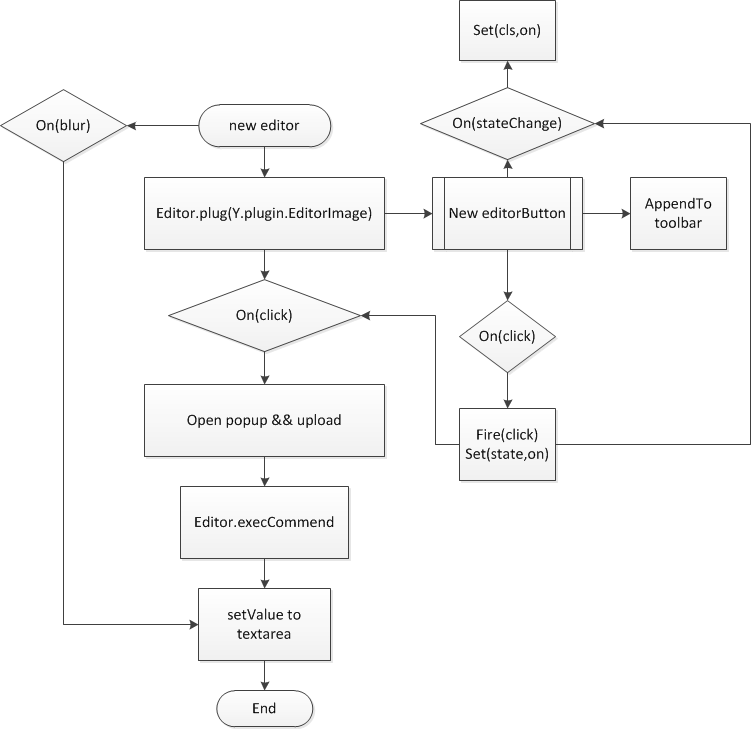 Set(cls,on)
On(blur)
new editor
On(stateChange)
Editor.plug(Y.plugin.EditorImage)
New editorButton
AppendTo
toolbar
On(click)
On(click)
Open popup && upload
Fire(click)
Set(state,on)
Editor.execCommend
setValue to
textarea
End